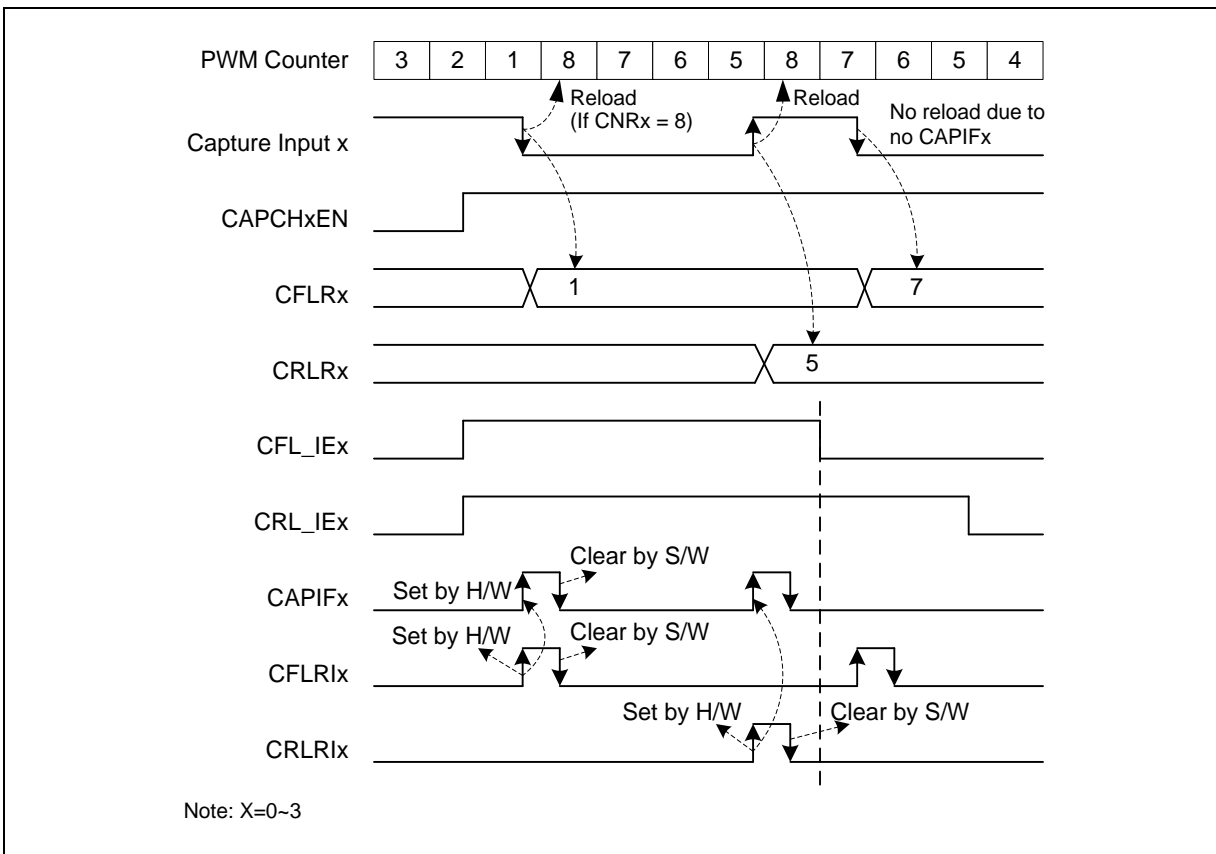 PWM Counter 3 2 1 8 7 6 5 8 7 6 5 4
Reload
(If CNRx = 8)
Reload
No reload due to
no CAPIFx
Capture Input x
CAPCHxEN
CFLRx 1 7
CRLRx 5
CFL_IEx
CRL_IEx
Clear by S/W
CAPIFx Set by H/W
Set by H/W Clear by S/W
CFLRIx
Set by H/W Clear by S/W
CRLRIx
Note: X=0~3